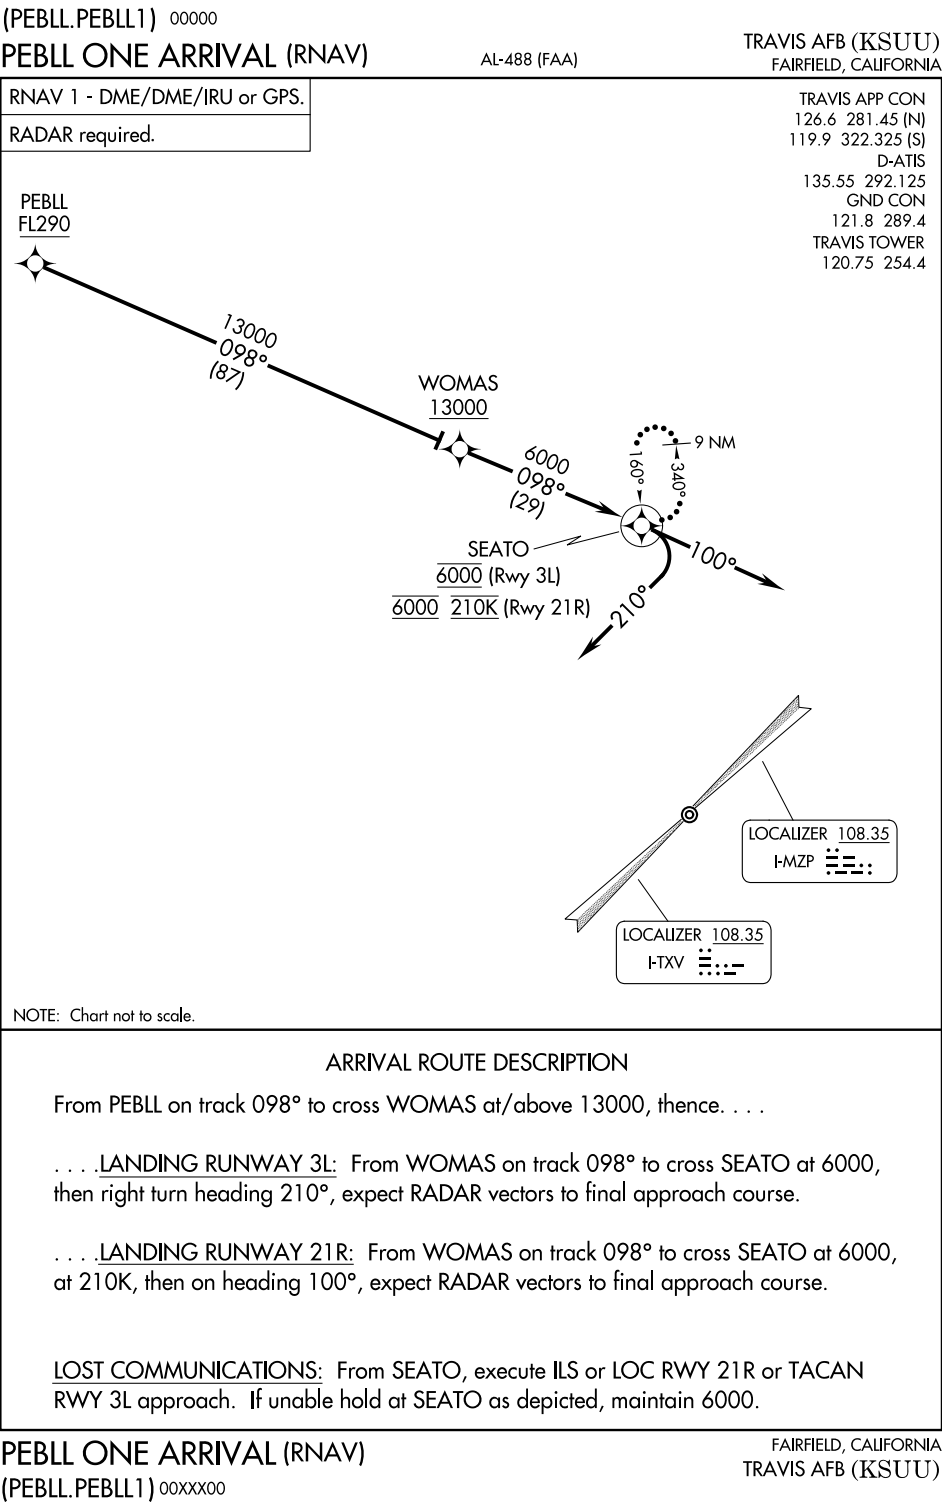 (PEBLL.PEBLL1) 00000
PEBLL ONE ARRIVAL (RNAV)
AL-488 (FAA)
TRAVIS AFB (KSUU)
FAIRFIELD, CALIFORNIA
RNAV 1 - DME/DME/IRU or GPS.
RADAR required.
TRAVIS APP CON
126.6 281.45 (N)
119.9 322.325 (S)
D-ATIS
135.55 292.125
GND CON
121.8 289.4
TRAVIS TOWER
120.75 254.4
PEBLL
FL290
13000
098°
(87)
WOMAS
13000
6000
098°
(29)
9 NM
160°
340°
SEATO
6000 (Rwy 3L)
6000 210K (Rwy 21R)
100°
210°
LOCALIZER 108.35
I-MZP
LOCALIZER 108.35
I-TXV
NOTE: Chart not to scale.
ARRIVAL ROUTE DESCRIPTION
From PEBLL on track 098° to cross WOMAS at/above 13000, thence. . . .
. . . .LANDING RUNWAY 3L: From WOMAS on track 098° to cross SEATO at 6000,
then right turn heading 210°, expect RADAR vectors to final approach course.
. . . .LANDING RUNWAY 21R: From WOMAS on track 098° to cross SEATO at 6000,
at 210K, then on heading 100°, expect RADAR vectors to final approach course.
LOST COMMUNICATIONS: From SEATO, execute ILS or LOC RWY 21R or TACAN
RWY 3L approach. If unable hold at SEATO as depicted, maintain 6000.
PEBLL ONE ARRIVAL (RNAV)
(PEBLL.PEBLL1) 00XXX00
FAIRFIELD, CALIFORNIA
TRAVIS AFB (KSUU)